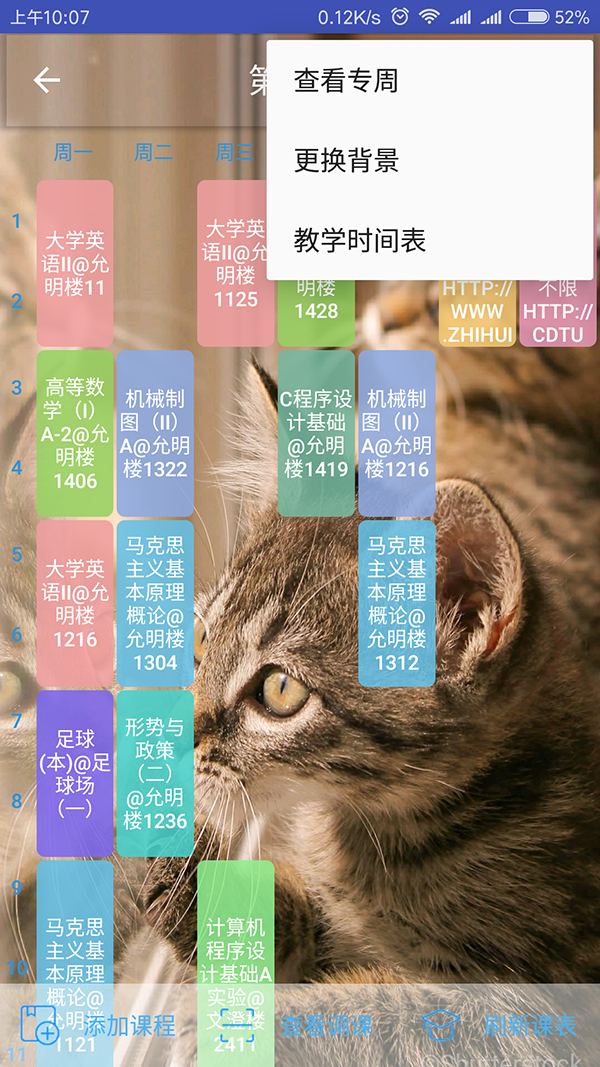 上午10:07
0.12K/s
52%
第
查看专周
更换背景
教学时间表
周一
周二
周三
1
2
3
4
5
6
7
8
9
10
11
大学英
语II@允
明楼11
大学英
语II@允
明楼
1125
明楼
1428
HTTP://
WWW
.ZHIHUI
不限
HTTP://
CDTU
高等数
学（I）
A-2@允
明楼
1406
机械制
图（II）
A@允明
楼1322
C程序设
计基础
@允明
楼1419
机械制
图（II）
A@允明
楼1216
大学英
语II@允
明楼
1216
马克思
主义基
本原理
概论@
允明楼
1304
马克思
主义基
本原理
概论@
允明楼
1312
足球
(本)@足
球场
（一）
形势与
政策
（二）
@允明
楼1236
马克思
主义基
本原理
概论@
允明楼
1121
计算机
程序设
计基础A
实验@
文澄楼
2411
添加课程
查看调课
刷新课表
@Shutterstock